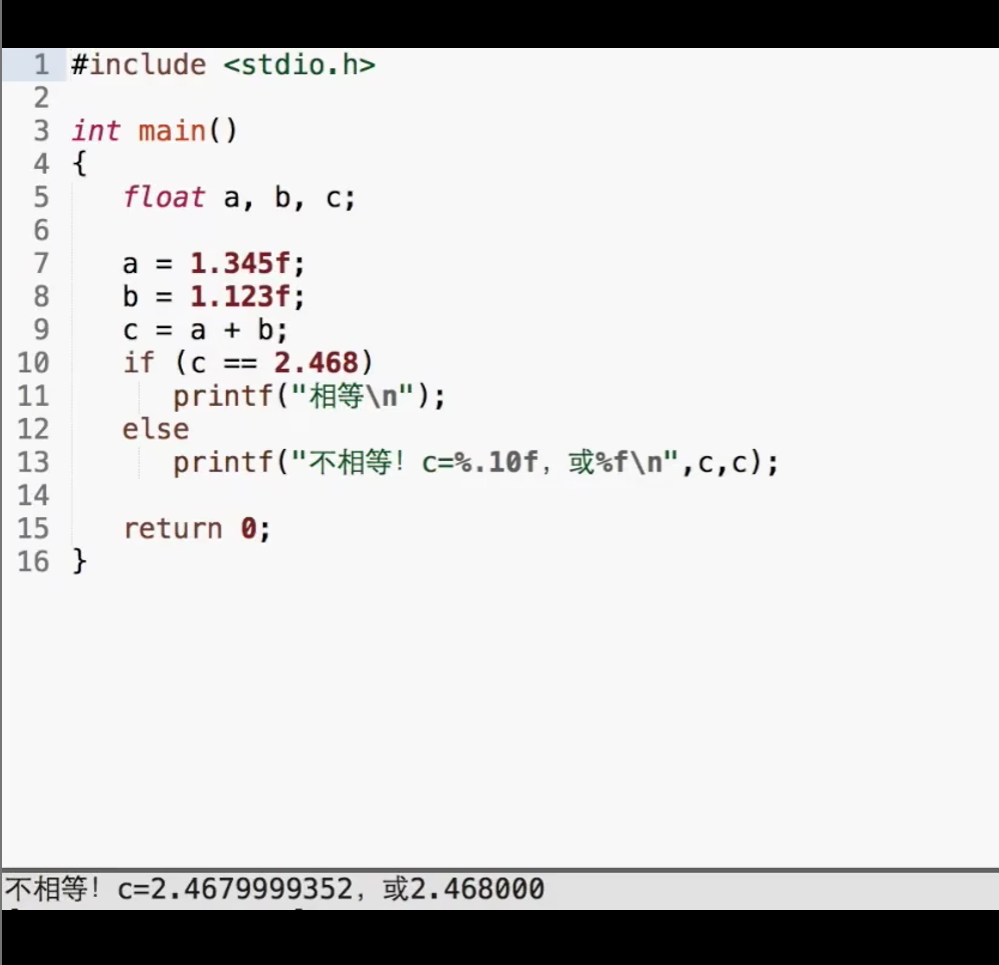 1 #include <stdio.h>
2
3 int main()
4 {
5 float a, b, c;
6
7 a = 1.345f;
8 b = 1.123f;
9 c = a + b;
10 if (c == 2.468)
11 printf("相等\n");
12 else
13 printf("不相等！c=%.10f，或%f\n",c,c);
14
15 return 0;
16 }
不相等！c=2.4679999352，或2.468000